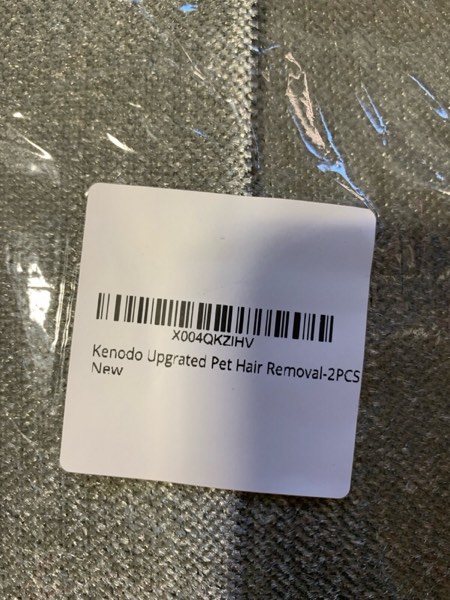 X004QKZIHV
Kenodo Upgrated Pet Hair Removal-2PCS
New